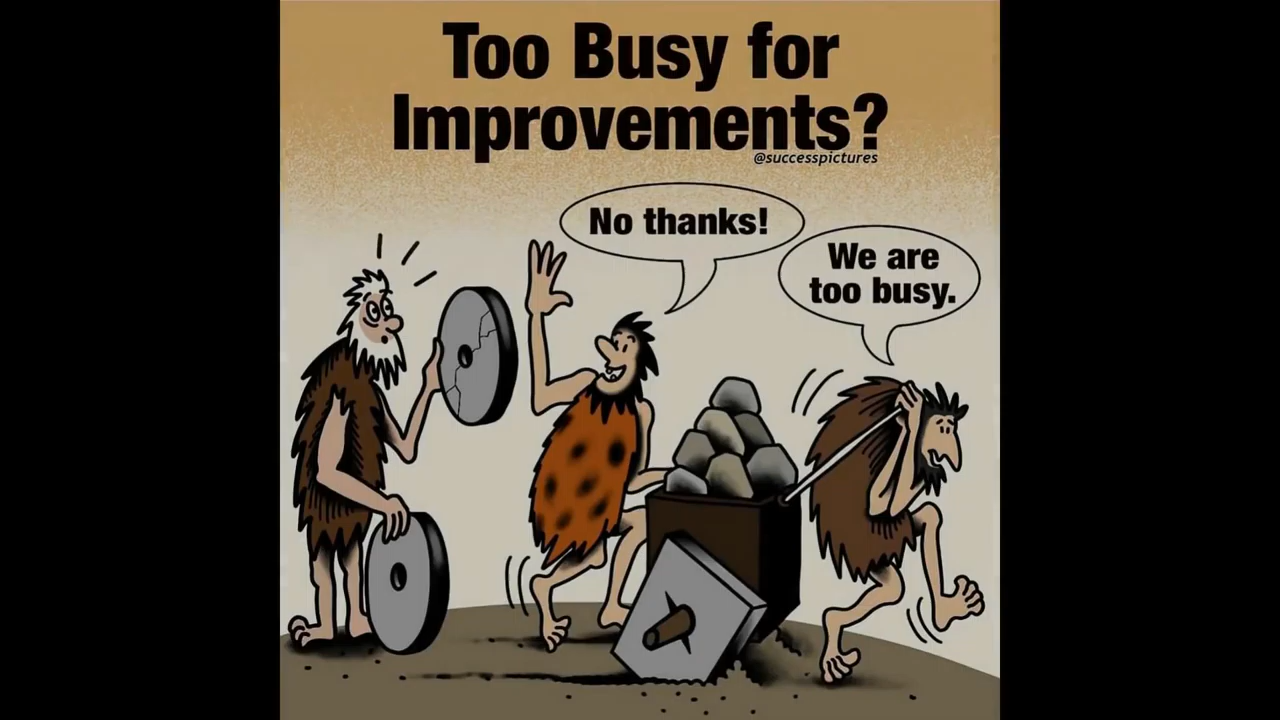 Too Busy for
Improvements?
@successpictures
No thanks!
We are
too busy.